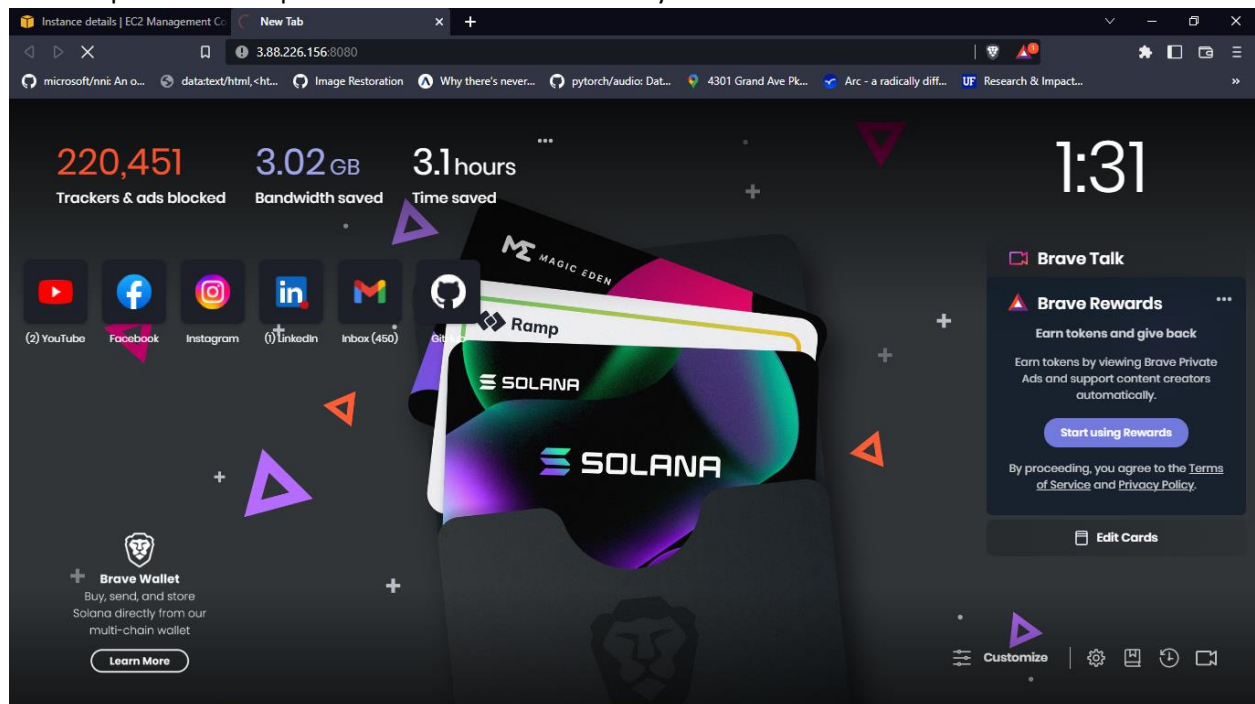 Instance details | EC2 Management Co
New Tab
3.88.226.156:8080
1
microsoft/nni: An o...
datatext/html,<ht...
Image Restoration
Why there's never...
pytorch/audio: Dat...
4301 Grand Ave Pk...
Arc - a radically diff...
UF Research & Impact...
220,451
Trackers & ads blocked
3.02 GB
Bandwidth saved
3.1 hours
Time saved
1:31
(2) YouTube
Facebook
Instagram
(1) LinkedIn
Inbox (450)
GitHub
in
MAGIC EDEN
Ramp
SOLANA
SOLANA
Brave Talk
Brave Rewards
Earn tokens and give back
Earn tokens by viewing Brave Private
Ads and support content creators
automatically.
Start using Rewards
By proceeding, you agree to the Terms
of Service and Privacy Policy.
Edit Cards
Brave Wallet
Buy, send, and store
Solana directly from our
multi-chain wallet
Learn More
Customize